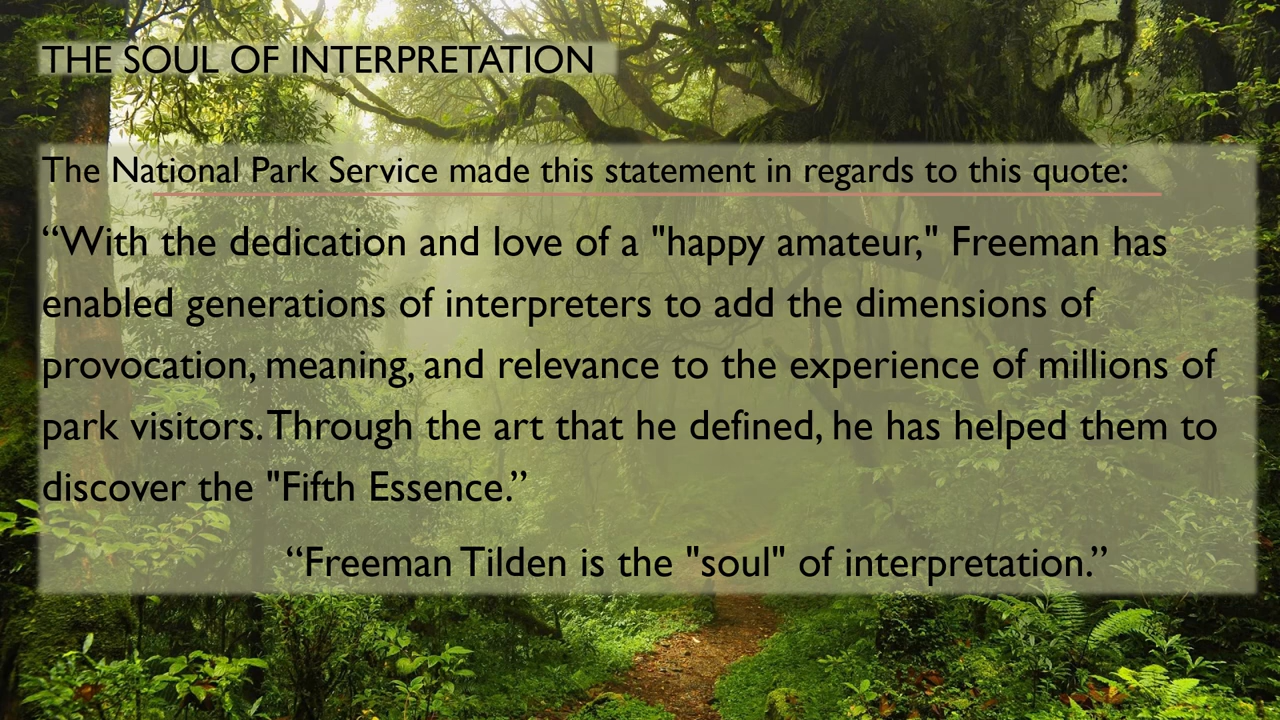 THE SOUL OF INTERPRETATION
The National Park Service made this statement in regards to this quote:
“With the dedication and love of a "happy amateur," Freeman has
enabled generations of interpreters to add the dimensions of
provocation, meaning, and relevance to the experience of millions of
park visitors. Through the art that he defined, he has helped them to
discover the "Fifth Essence.”
“Freeman Tilden is the "soul" of interpretation.”